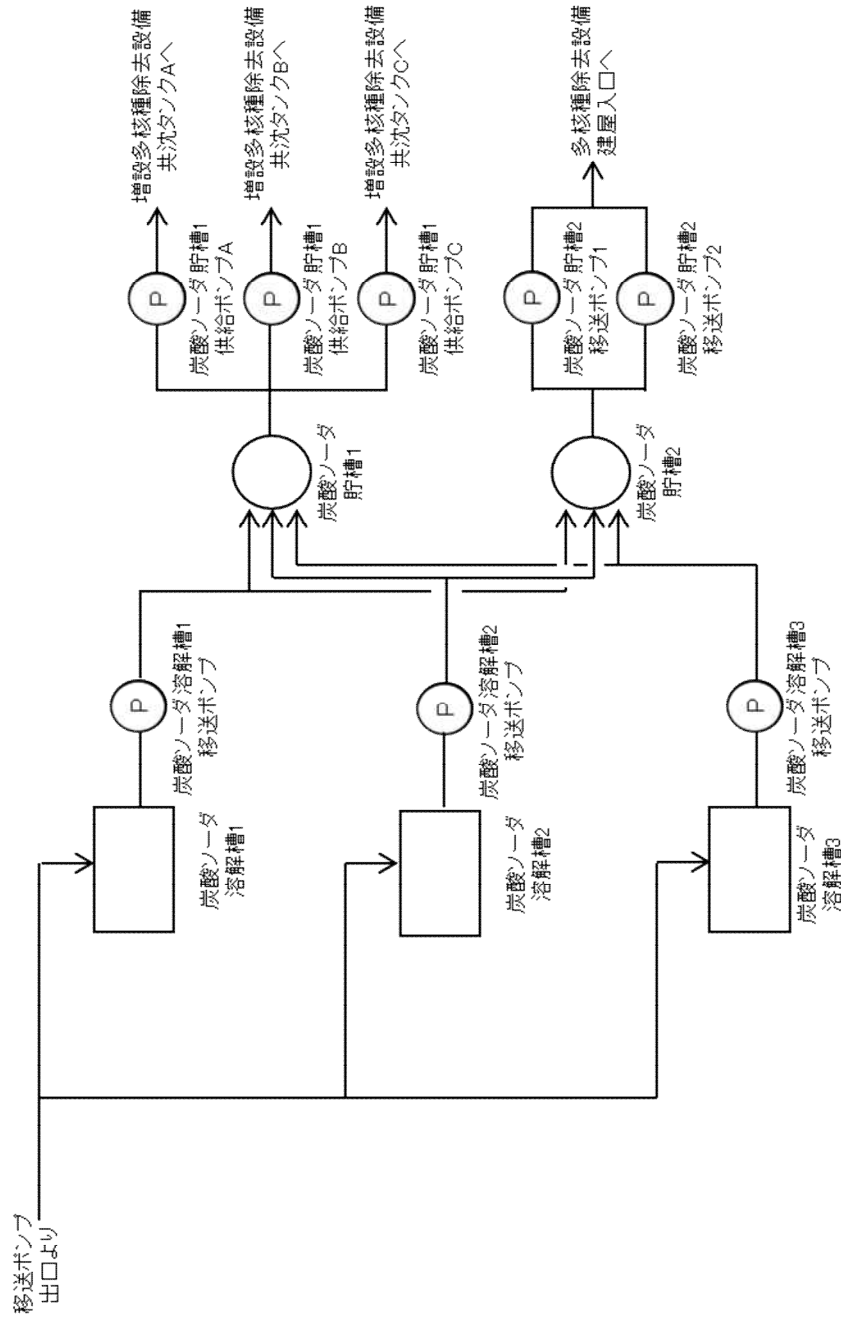 移送ポンプ
出口より
炭酸ソーダ
溶解槽1
P
炭酸ソーダ溶解槽1
移送ポンプ
炭酸ソーダ
溶解槽2
P
炭酸ソーダ溶解槽2
移送ポンプ
炭酸ソーダ
溶解槽3
P
炭酸ソーダ溶解槽3
移送ポンプ
炭酸ソーダ
貯槽1
P
炭酸ソーダ貯槽1
供給ポンプA
増設多核種除去設備
共沈タンクAへ
P
炭酸ソーダ貯槽1
供給ポンプB
増設多核種除去設備
共沈タンクBへ
P
炭酸ソーダ貯槽1
供給ポンプC
増設多核種除去設備
共沈タンクCへ
炭酸ソーダ
貯槽2
P
炭酸ソーダ貯槽2
移送ポンプ1
P
炭酸ソーダ貯槽2
移送ポンプ2
多核種除去設備
建屋入口へ